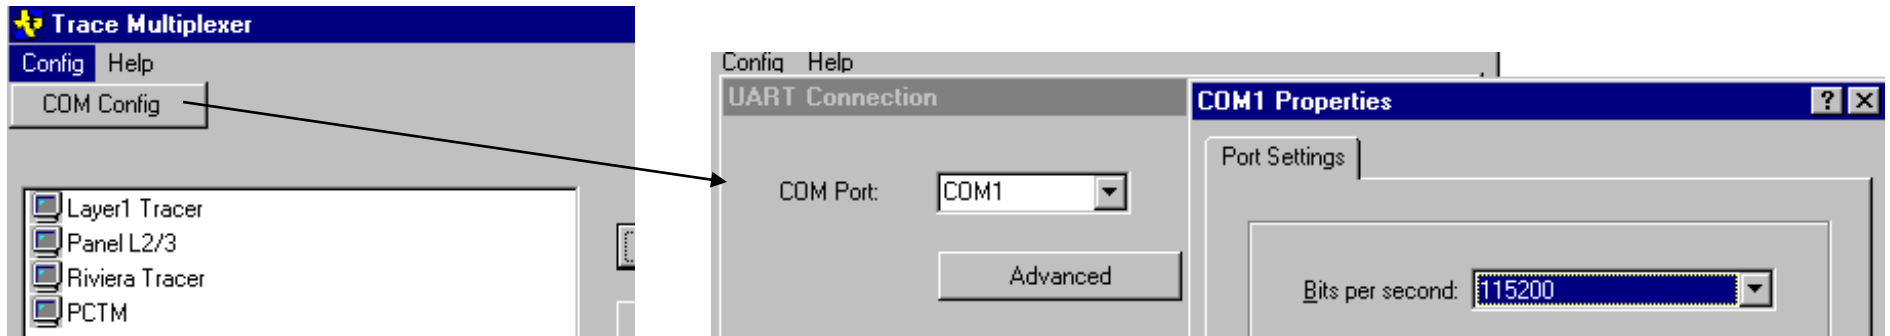 Trace Multiplexer
Config Help
COM Config
Layer1 Tracer
Panel L2/3
Riviera Tracer
PCTM
Config Help
UART Connection
COM Port: COM1
Advanced
COM1 Properties
Port Settings
Bits per second: 115200